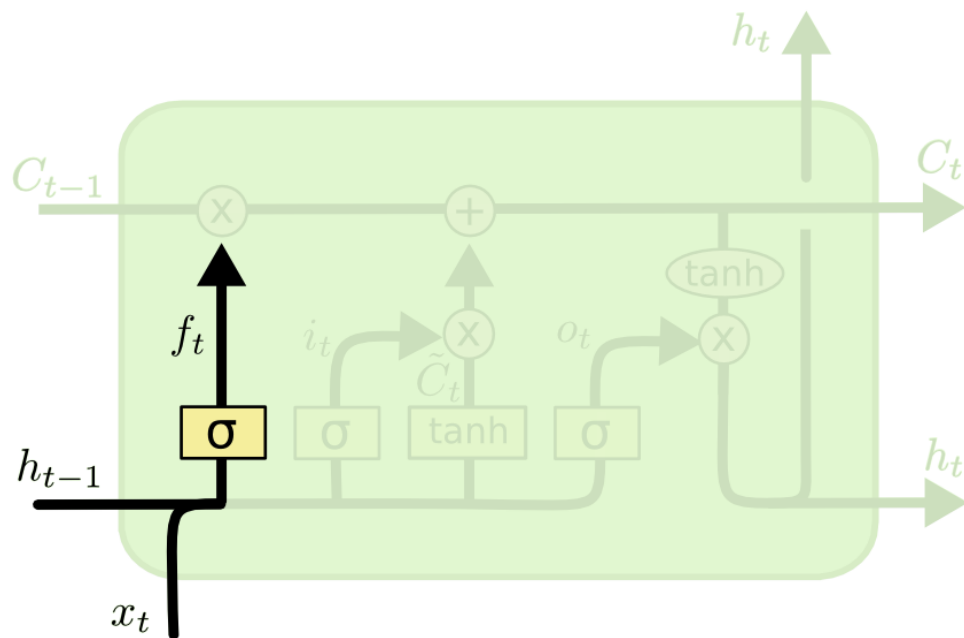 h_t
C_{t-1}
x
+
C_t
tanh
f_t
i_t
x
o_t
x
C̃_t
σ
σ
tanh
σ
h_{t-1}
h_t
x_t